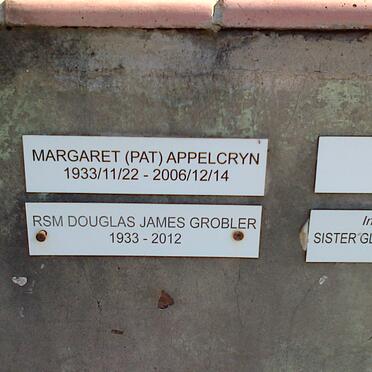 MARGARET (PAT) APPELCRYN
1933/11/22 - 2006/12/14
RSM DOUGLAS JAMES GROBLER
1933 - 2012
SISTER